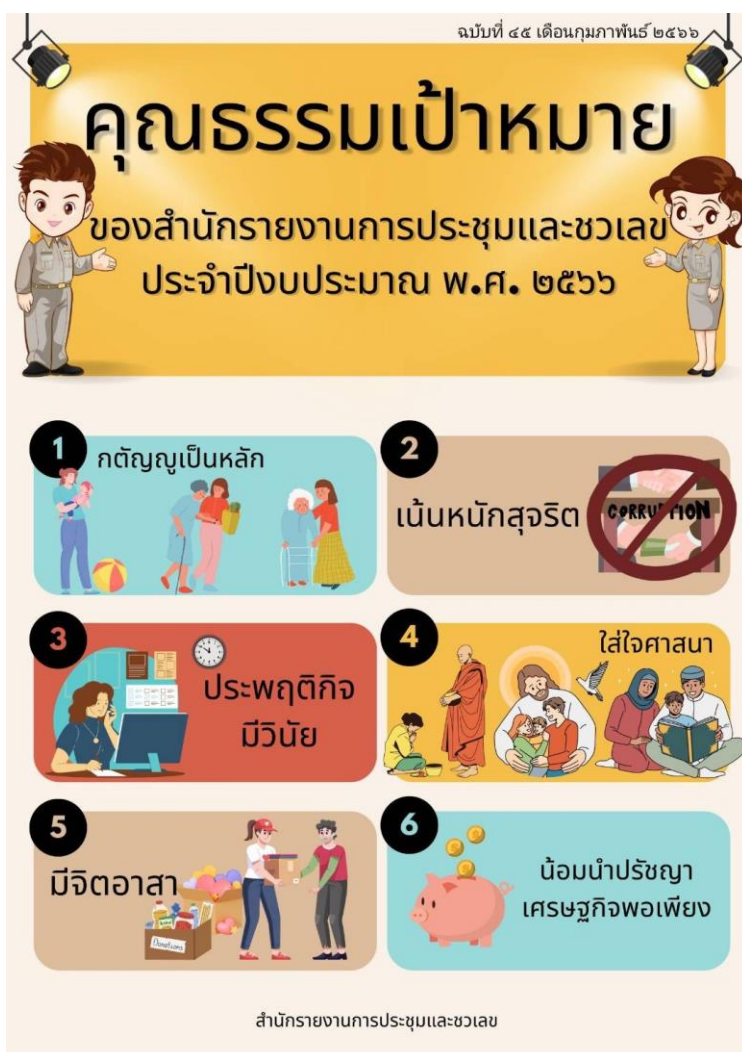 ฉบับที่ ๔๕ เดือนกุมภาพันธ์ ๒๕๖๖
คุณธรรมเป้าหมาย
ของสำนักรายงานการประชุมและชวเลข
ประจำปีงบประมาณ พ.ศ. ๒๕๖๖
1
กตัญญูเป็นหลัก
2
เน้นหนักสุจริต
CORRUPTION
3
ประพฤติกิจ
มีวินัย
4
ใส่ใจศาสนา
5
มีจิตอาสา
Donations
6
น้อมนำปรัชญา
เศรษฐกิจพอเพียง
สำนักรายงานการประชุมและชวเลข